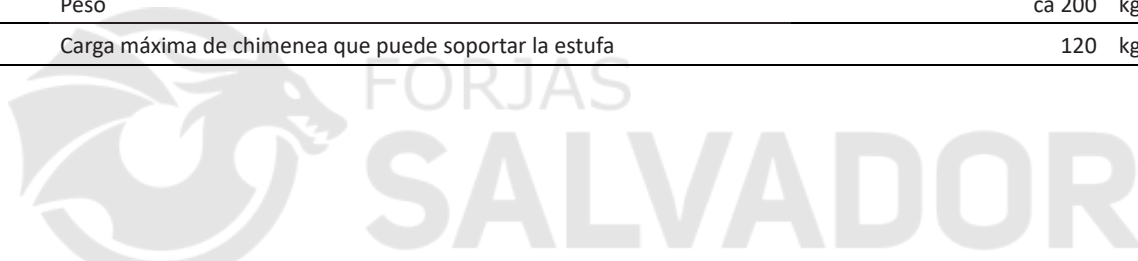 Peso ca 200 kg
Carga máxima de chimenea que puede soportar la estufa 120 kg
FORJAS
SALVADOR